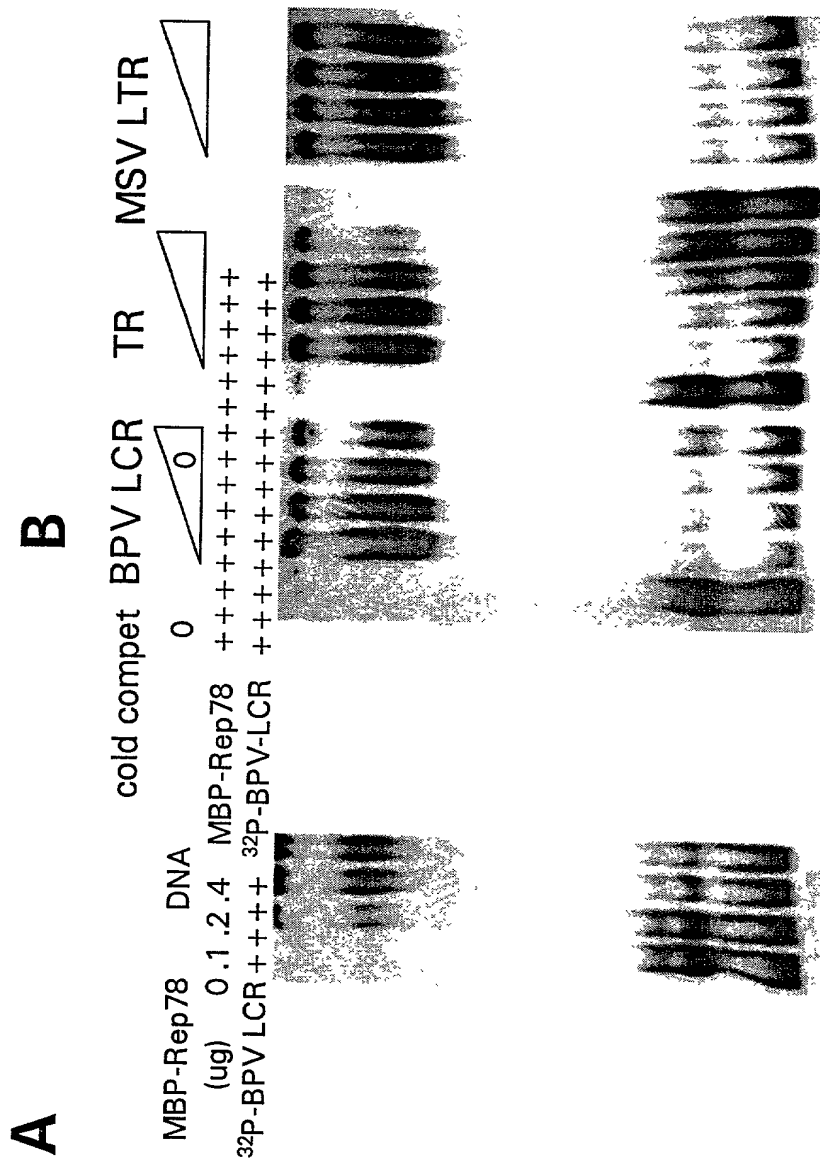 A
MBP-Rep78 DNA
(ug) 0 .1 .2 .4
³²P-BPV LCR + + + +
B
cold compet BPV LCR TR MSV LTR
0 0
MBP-Rep78 + + + + + + + + + + + + + + +
³²P-BPV-LCR + + + + + + + + + + + + + + +